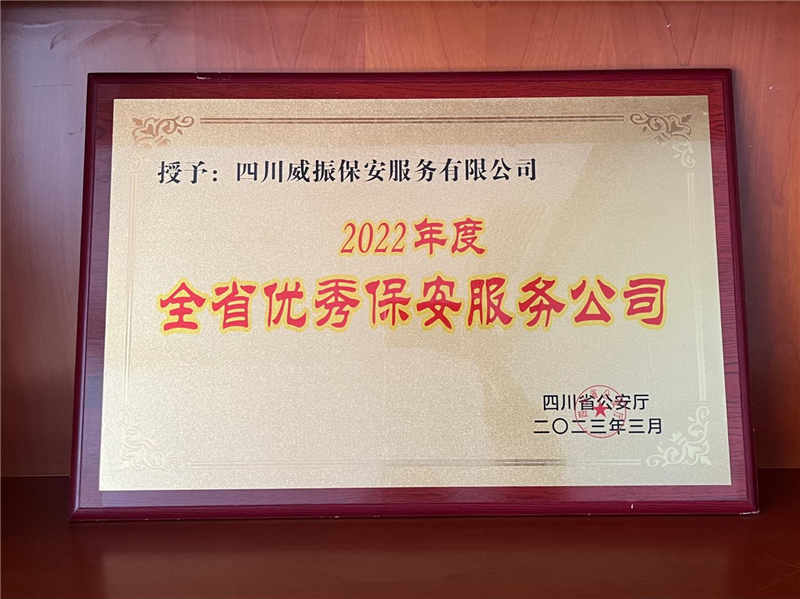 授予：四川威振保安服务有限公司
2022年度
全省优秀保安服务公司
四川省公安厅
二〇二三年三月